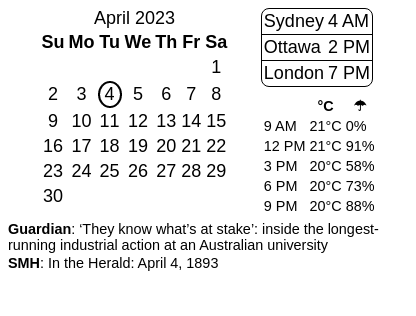 April 2023
Su Mo Tu We Th Fr Sa
1
2 3 4 5 6 7 8
9 10 11 12 13 14 15
16 17 18 19 20 21 22
23 24 25 26 27 28 29
30
Sydney 4 AM
Ottawa 2 PM
London 7 PM
°C ☂
9 AM 21°C 0%
12 PM 21°C 91%
3 PM 20°C 58%
6 PM 20°C 73%
9 PM 20°C 88%
Guardian: ‘They know what’s at stake’: inside the longest-
running industrial action at an Australian university
SMH: In the Herald: April 4, 1893